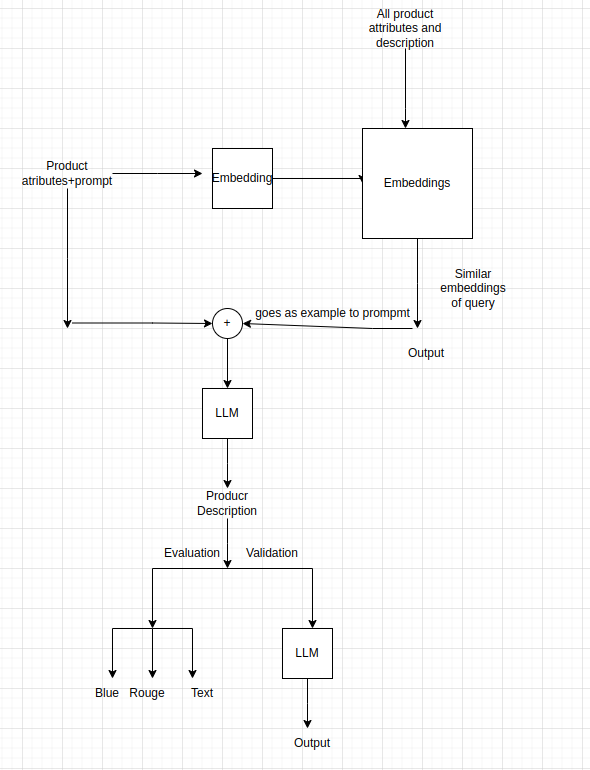 All product
attributes and
description
Product
atributes+prompt
Embedding
Embeddings
Similar
embeddings
of query
goes as example to prompmt
+
Output
LLM
Producr
Description
Evaluation
Validation
LLM
Blue
Rouge
Text
Output